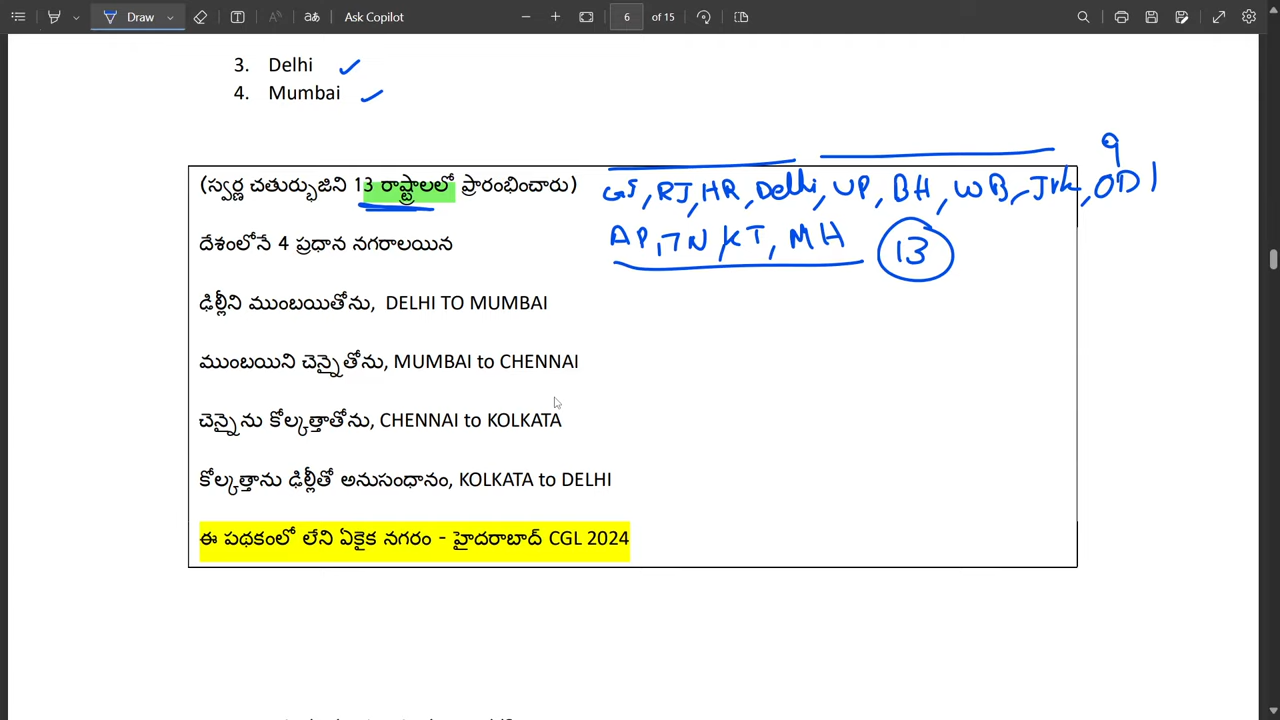 Draw
Ask Copilot
6 of 15
3. Delhi
4. Mumbai
9
(స్వర్ణ చతుర్భుజిని 13 రాష్ట్రాలలో ప్రారంభించారు) GJ, RJ, HR, Delhi, UP, BH, WB, Jrk, ODI
AP, TN, KT, MH 13
దేశంలోనే 4 ప్రధాన నగరాలయిన
ఢిల్లీని ముంబయితోను, DELHI TO MUMBAI
ముంబయిని చెన్నైతోను, MUMBAI to CHENNAI
చెన్నైను కోల్కత్తాతోను, CHENNAI to KOLKATA
కోల్కత్తాను ఢిల్లీతో అనుసంధానం, KOLKATA to DELHI
ఈ పథకంలో లేని ఏకైక నగరం - హైదరాబాద్ CGL 2024